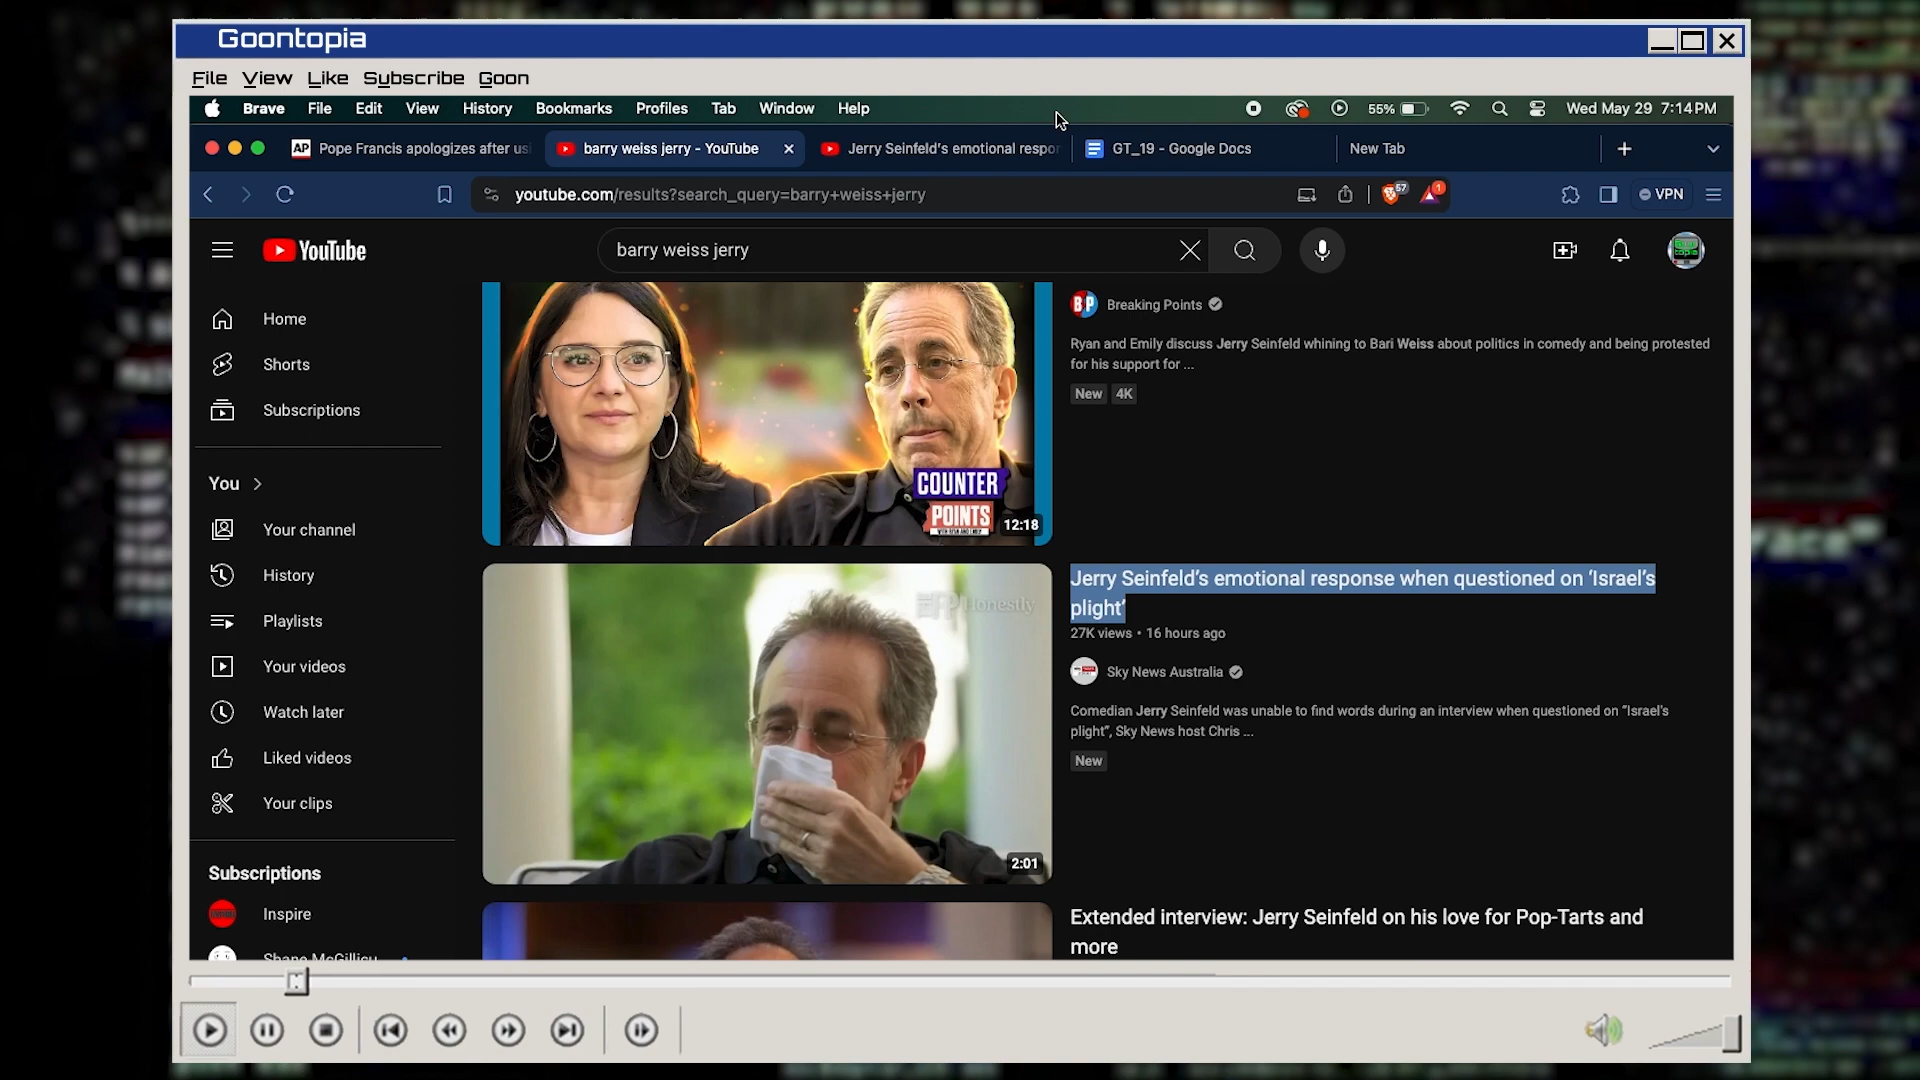 Goontopia
File View Like Subscribe Goon
Brave File Edit View History Bookmarks Profiles Tab Window Help
55% Wed May 29 7:14 PM
AP Pope Francis apologizes after us
barry weiss jerry - YouTube
Jerry Seinfeld's emotional respo
GT_19 - Google Docs
New Tab
youtube.com/results?search_query=barry+weiss+jerry
57
1
VPN
YouTube
barry weiss jerry
Home
Shorts
Subscriptions
You
Your channel
History
Playlists
Your videos
Watch later
Liked videos
Your clips
Subscriptions
Inspire
Shane McGillicu
COUNTER
POINTS
12:18
BP Breaking Points
Ryan and Emily discuss Jerry Seinfeld whining to Bari Weiss about politics in comedy and being protested
for his support for ...
New 4K
FP Honestly
2:01
Jerry Seinfeld’s emotional response when questioned on ‘Israel’s
plight’
27K views • 16 hours ago
Sky News Australia
Comedian Jerry Seinfeld was unable to find words during an interview when questioned on "Israel's
plight", Sky News host Chris ...
New
Extended interview: Jerry Seinfeld on his love for Pop-Tarts and
more